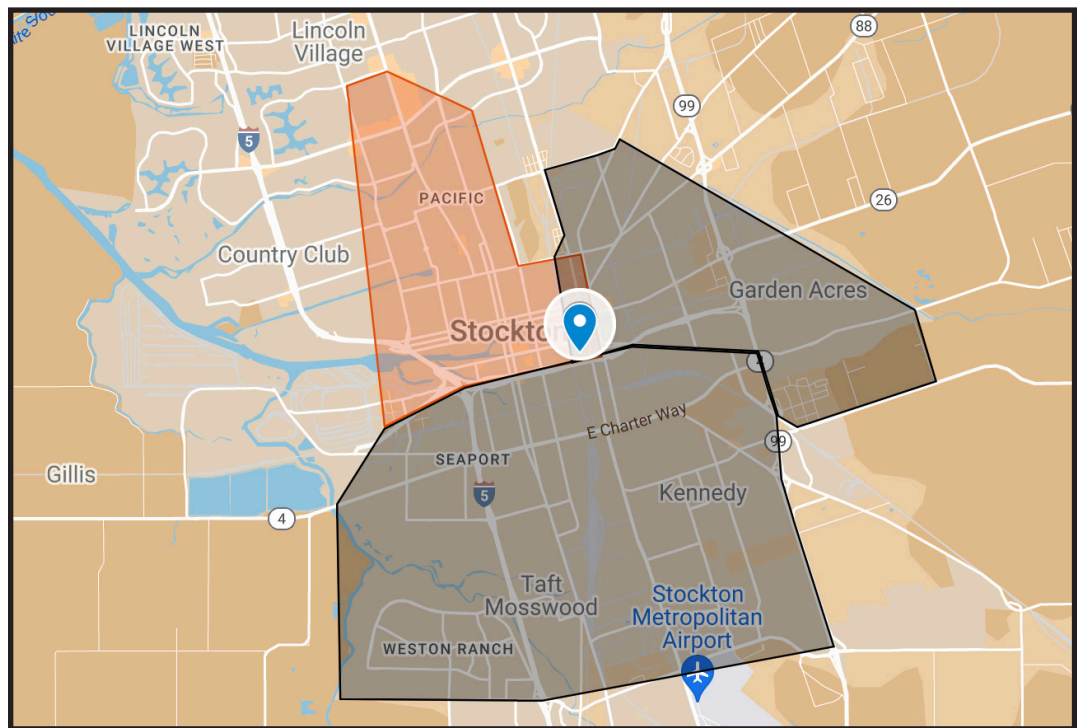 LINCOLN
VILLAGE WEST
Lincoln
Village
88
99
5
PACIFIC
26
Country Club
Garden Acres
Stockton
4
E Charter Way
99
SEAPORT
Gillis
5
Kennedy
4
Taft
Mosswood
Stockton
Metropolitan
Airport
WESTON RANCH